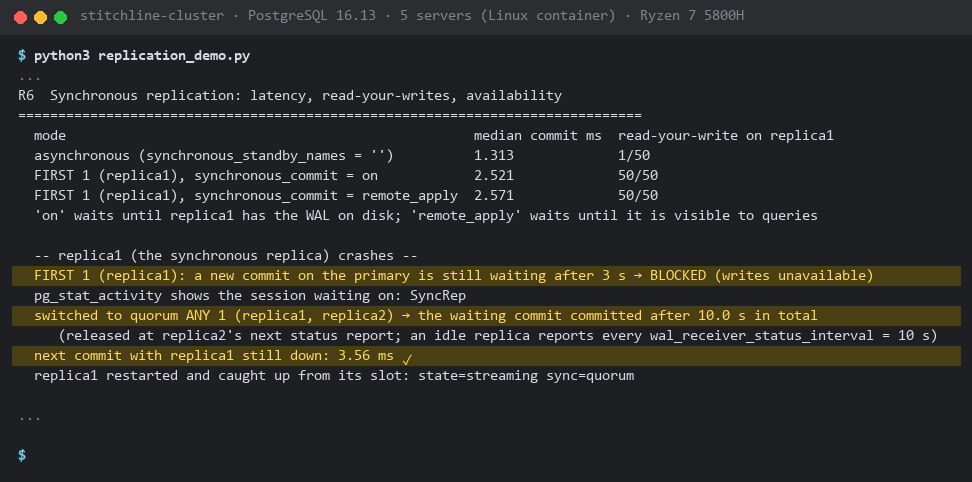 stitchline-cluster · PostgreSQL 16.13 · 5 servers (Linux container) · Ryzen 7 5800H
$ python3 replication_demo.py
...
R6  Synchronous replication: latency, read-your-writes, availability
==============================================================================
mode                                                   median commit ms  read-your-write on replica1
asynchronous (synchronous_standby_names = '')          1.313             1/50
FIRST 1 (replica1), synchronous_commit = on            2.521             50/50
FIRST 1 (replica1), synchronous_commit = remote_apply  2.571             50/50
'on' waits until replica1 has the WAL on disk; 'remote_apply' waits until it is visible to queries
-- replica1 (the synchronous replica) crashes --
FIRST 1 (replica1): a new commit on the primary is still waiting after 3 s → BLOCKED (writes unavailable)
pg_stat_activity shows the session waiting on: SyncRep
switched to quorum ANY 1 (replica1, replica2) → the waiting commit committed after 10.0 s in total
(released at replica2's next status report; an idle replica reports every wal_receiver_status_interval = 10 s)
next commit with replica1 still down: 3.56 ms ✓
replica1 restarted and caught up from its slot: state=streaming sync=quorum
...
$